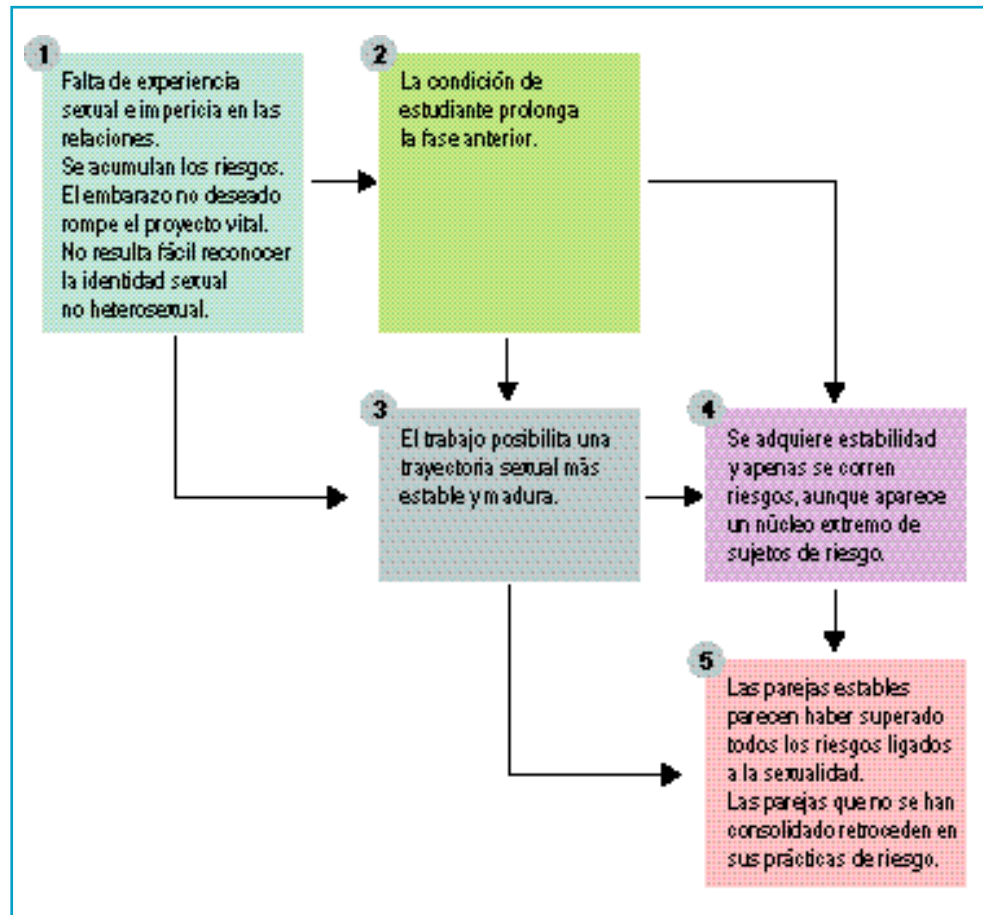 1
Falta de experiencia
sexual e impericia en las
relaciones.
Se acumulan los riesgos.
El embarazo no deseado
rompe el proyecto vital.
No resulta fácil reconocer
la identidad sexual
no heterosexual.
2
La condición de
estudiante prolonga
la fase anterior.
3
El trabajo posibilita una
trayectoria sexual más
estable y madura.
4
Se adquiere estabilidad
y apenas se corren
riesgos, aunque aparece
un núcleo extremo de
sujetos de riesgo.
5
Las parejas estables
parecen haber superado
todos los riesgos ligados
a la sexualidad.
Las parejas que no se han
consolidado retroceden en
sus prácticas de riesgo.